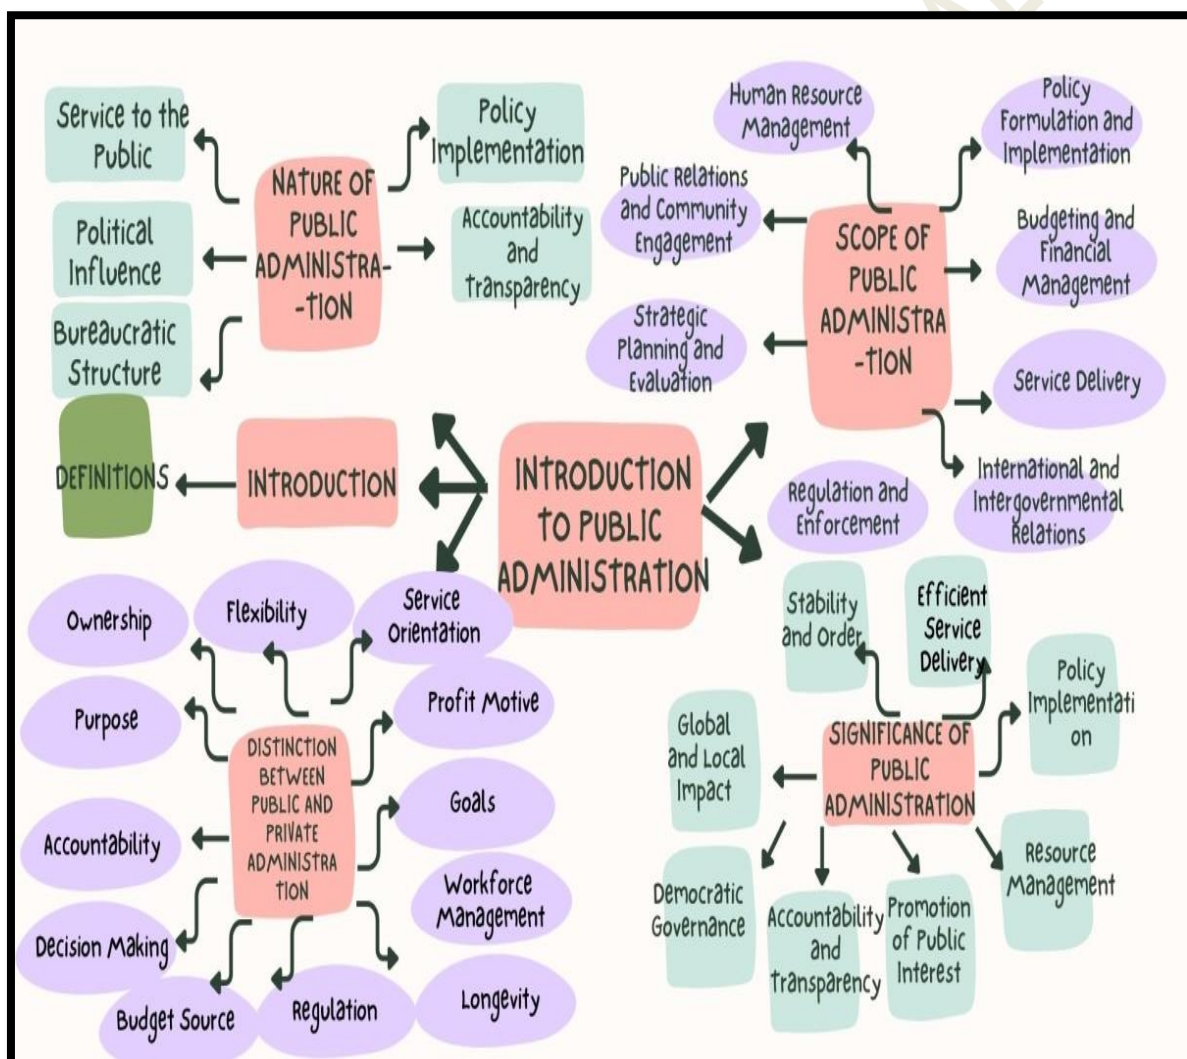 Service to the
Public
Political
Influence
Bureaucratic
Structure
NATURE OF
PUBLIC
ADMINISTRA-
-TION
Policy
Implementation
Accountability
and
Transparency
Human Resource
Management
Public Relations
and Community
Engagement
Strategic
Planning and
Evaluation
SCOPE OF
PUBLIC
ADMINISTRA
-TION
Policy
Formulation and
Implementation
Budgeting and
Financial
Management
Service Delivery
International and
Intergovernmental
Relations
Regulation and
Enforcement
DEFINITIONS
INTRODUCTION
INTRODUCTION
TO PUBLIC
ADMINISTRATION
Ownership
Flexibility
Service
Orientation
Purpose
Profit Motive
DISTINCTION
BETWEEN
PUBLIC AND
PRIVATE
ADMINISTRA
TION
Goals
Accountability
Workforce
Management
Decision Making
Budget Source
Regulation
Longevity
Stability
and Order
Efficient
Service
Delivery
Policy
Implementati
on
Global
and Local
Impact
SIGNIFICANCE OF
PUBLIC
ADMINISTRATION
Resource
Management
Democratic
Governance
Accountability
and
Transparency
Promotion
of Public
Interest